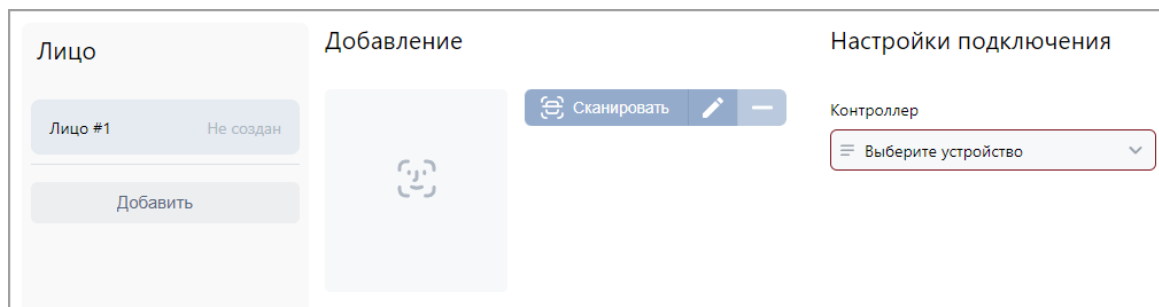 Лицо
Лицо #1 Не создан
Добавить
Добавление
Сканировать
Настройки подключения
Контроллер
Выберите устройство